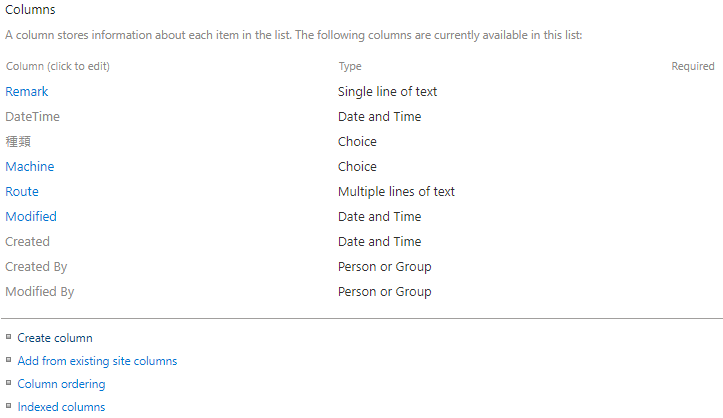 Columns
A column stores information about each item in the list. The following columns are currently available in this list:
Column (click to edit) Type Required
Remark Single line of text
DateTime Date and Time
種類 Choice
Machine Choice
Route Multiple lines of text
Modified Date and Time
Created Date and Time
Created By Person or Group
Modified By Person or Group
Create column
Add from existing site columns
Column ordering
Indexed columns